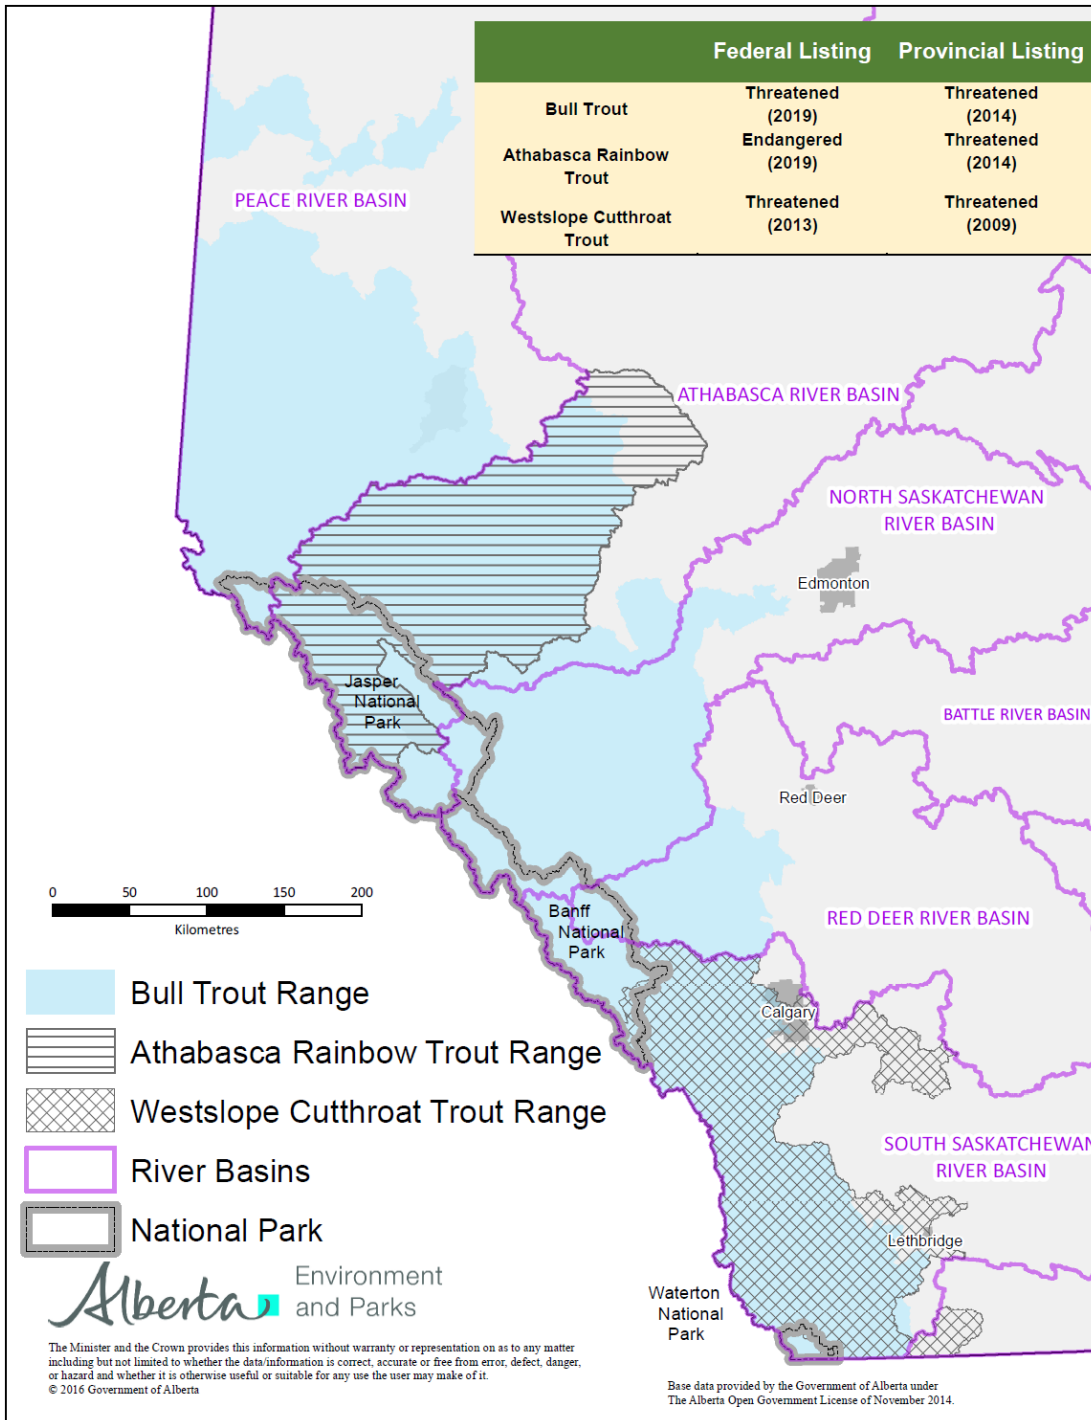 Federal Listing Provincial Listing
Bull Trout Threatened (2019) Threatened (2014)
Athabasca Rainbow Trout Endangered (2019) Threatened (2014)
Westslope Cutthroat Trout Threatened (2013) Threatened (2009)
PEACE RIVER BASIN
ATHABASCA RIVER BASIN
NORTH SASKATCHEWAN
RIVER BASIN
Edmonton
Jasper
National
Park
BATTLE RIVER BASIN
Red Deer
0 50 100 150 200
Kilometres
Banff
National
Park
RED DEER RIVER BASIN
Calgary
Bull Trout Range
Athabasca Rainbow Trout Range
Westslope Cutthroat Trout Range
River Basins
National Park
SOUTH SASKATCHEWAN
RIVER BASIN
Lethbridge
Waterton
National
Park
Alberta Environment
and Parks
The Minister and the Crown provides this information without warranty or representation on as to any matter
including but not limited to whether the data/information is correct, accurate or free from error, defect, danger,
or hazard and whether it is otherwise useful or suitable for any use the user may make of it.
© 2016 Government of Alberta
Base data provided by the Government of Alberta under
The Alberta Open Government License of November 2014.